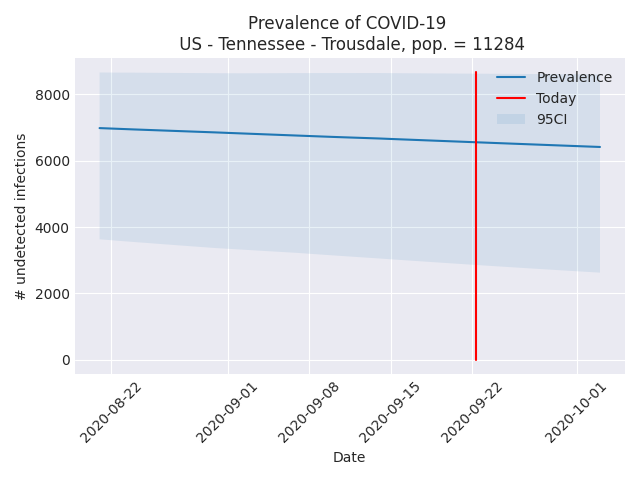 Prevalence of COVID-19
US - Tennessee - Trousdale, pop. = 11284
Prevalence
Today
95CI
# undetected infections
8000
6000
4000
2000
0
2020-08-22
2020-09-01
2020-09-08
2020-09-15
2020-09-22
2020-10-01
Date